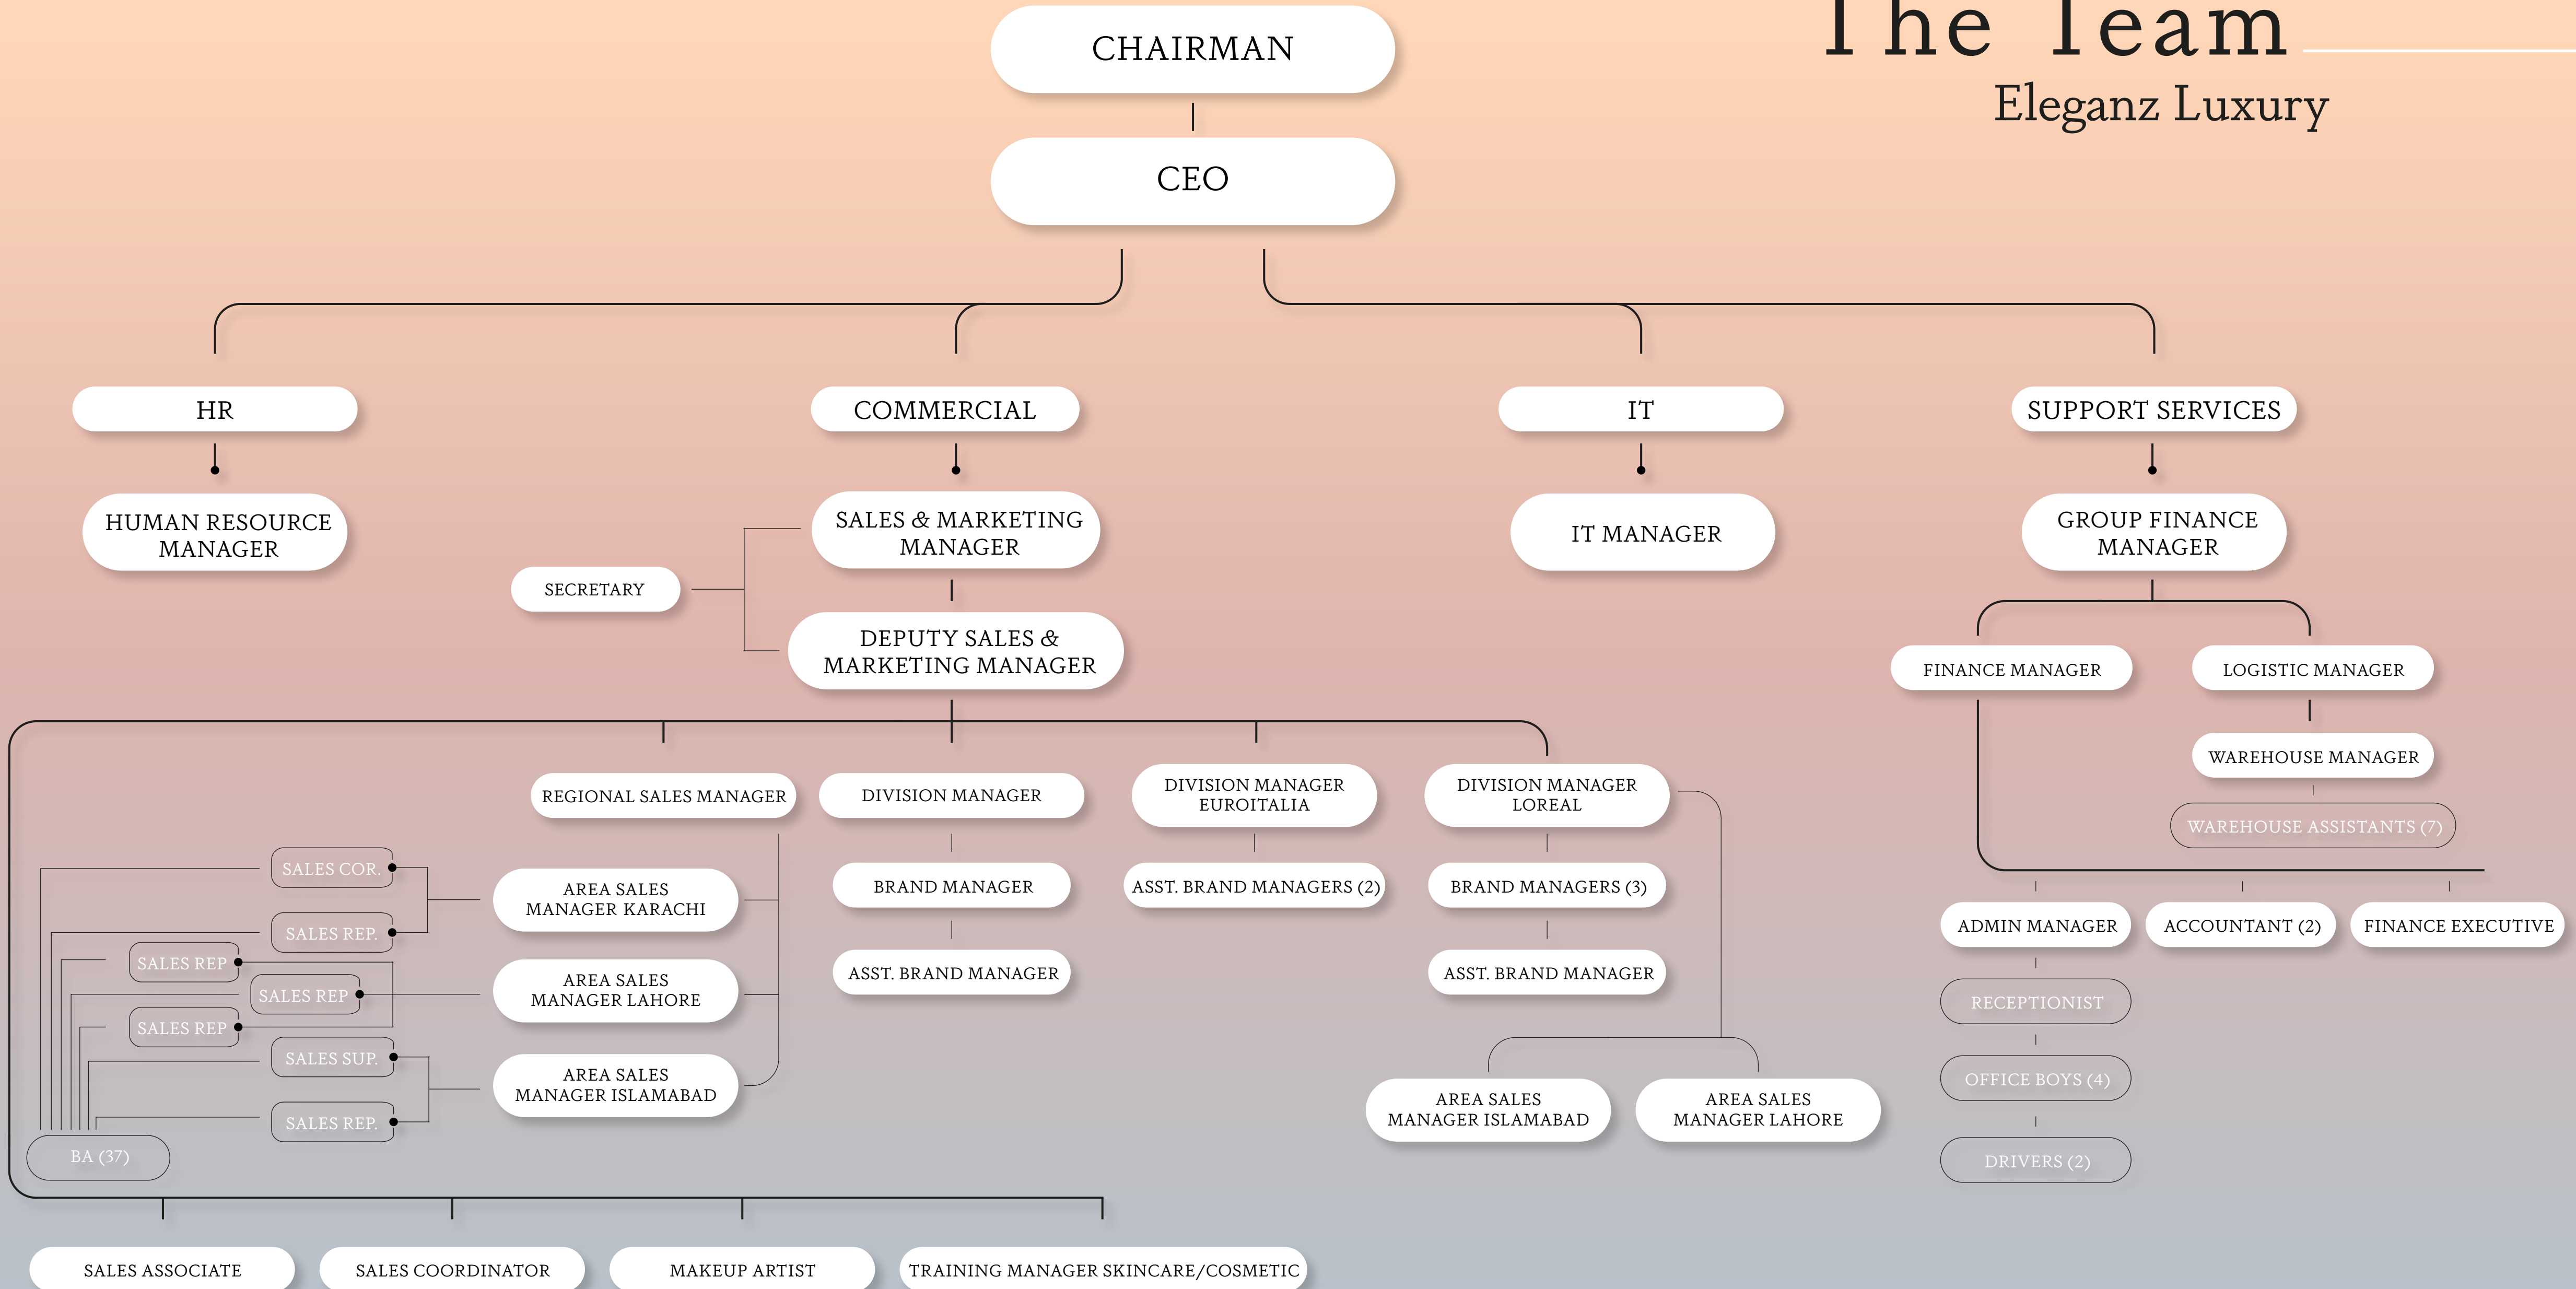 The Team
Eleganz Luxury
CHAIRMAN
CEO
HR
COMMERCIAL
IT
SUPPORT SERVICES
HUMAN RESOURCE
MANAGER
SALES & MARKETING
MANAGER
IT MANAGER
GROUP FINANCE
MANAGER
SECRETARY
DEPUTY SALES &
MARKETING MANAGER
FINANCE MANAGER
LOGISTIC MANAGER
WAREHOUSE MANAGER
WAREHOUSE ASSISTANTS (7)
REGIONAL SALES MANAGER
DIVISION MANAGER
DIVISION MANAGER
EUROITALIA
DIVISION MANAGER
LOREAL
SALES COR.
AREA SALES
MANAGER KARACHI
BRAND MANAGER
ASST. BRAND MANAGERS (2)
BRAND MANAGERS (3)
SALES REP.
ADMIN MANAGER
ACCOUNTANT (2)
FINANCE EXECUTIVE
SALES REP
SALES REP
SALES REP
AREA SALES
MANAGER LAHORE
ASST. BRAND MANAGER
ASST. BRAND MANAGER
RECEPTIONIST
SALES SUP.
AREA SALES
MANAGER ISLAMABAD
OFFICE BOYS (4)
SALES REP.
AREA SALES
MANAGER ISLAMABAD
AREA SALES
MANAGER LAHORE
BA (37)
DRIVERS (2)
SALES ASSOCIATE
SALES COORDINATOR
MAKEUP ARTIST
TRAINING MANAGER SKINCARE/COSMETIC